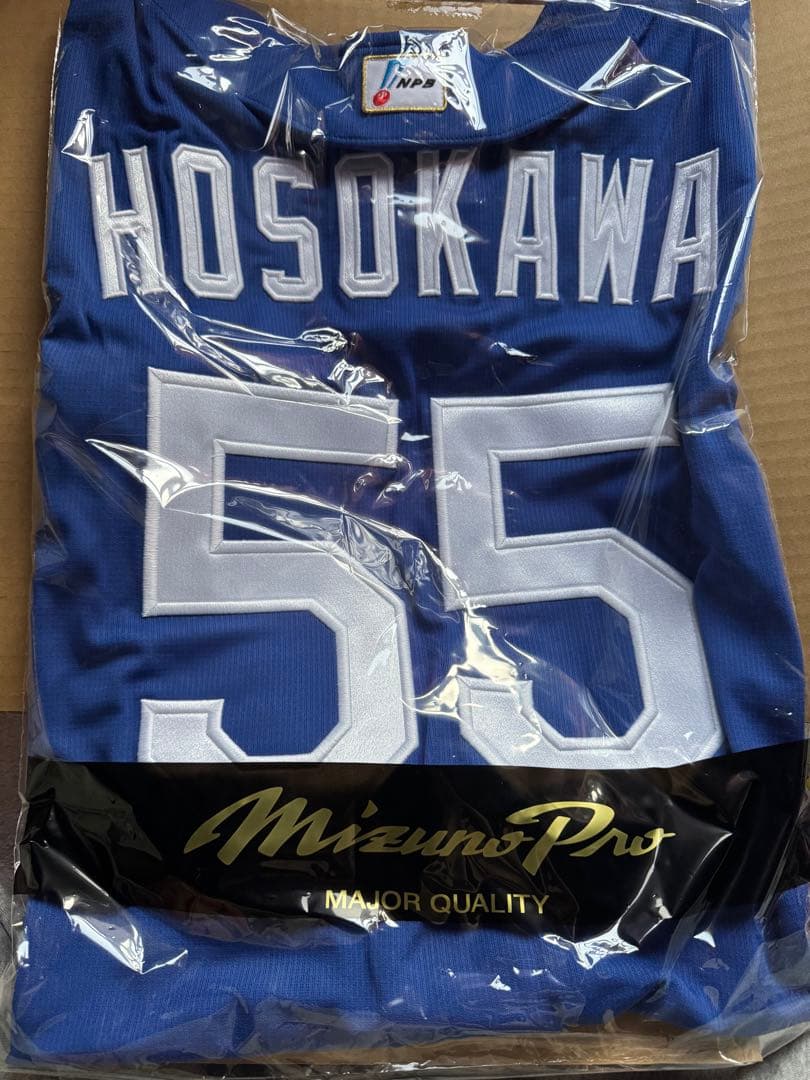 NPB
HOSOKAWA
55
Mizuno Pro
MAJOR QUALITY